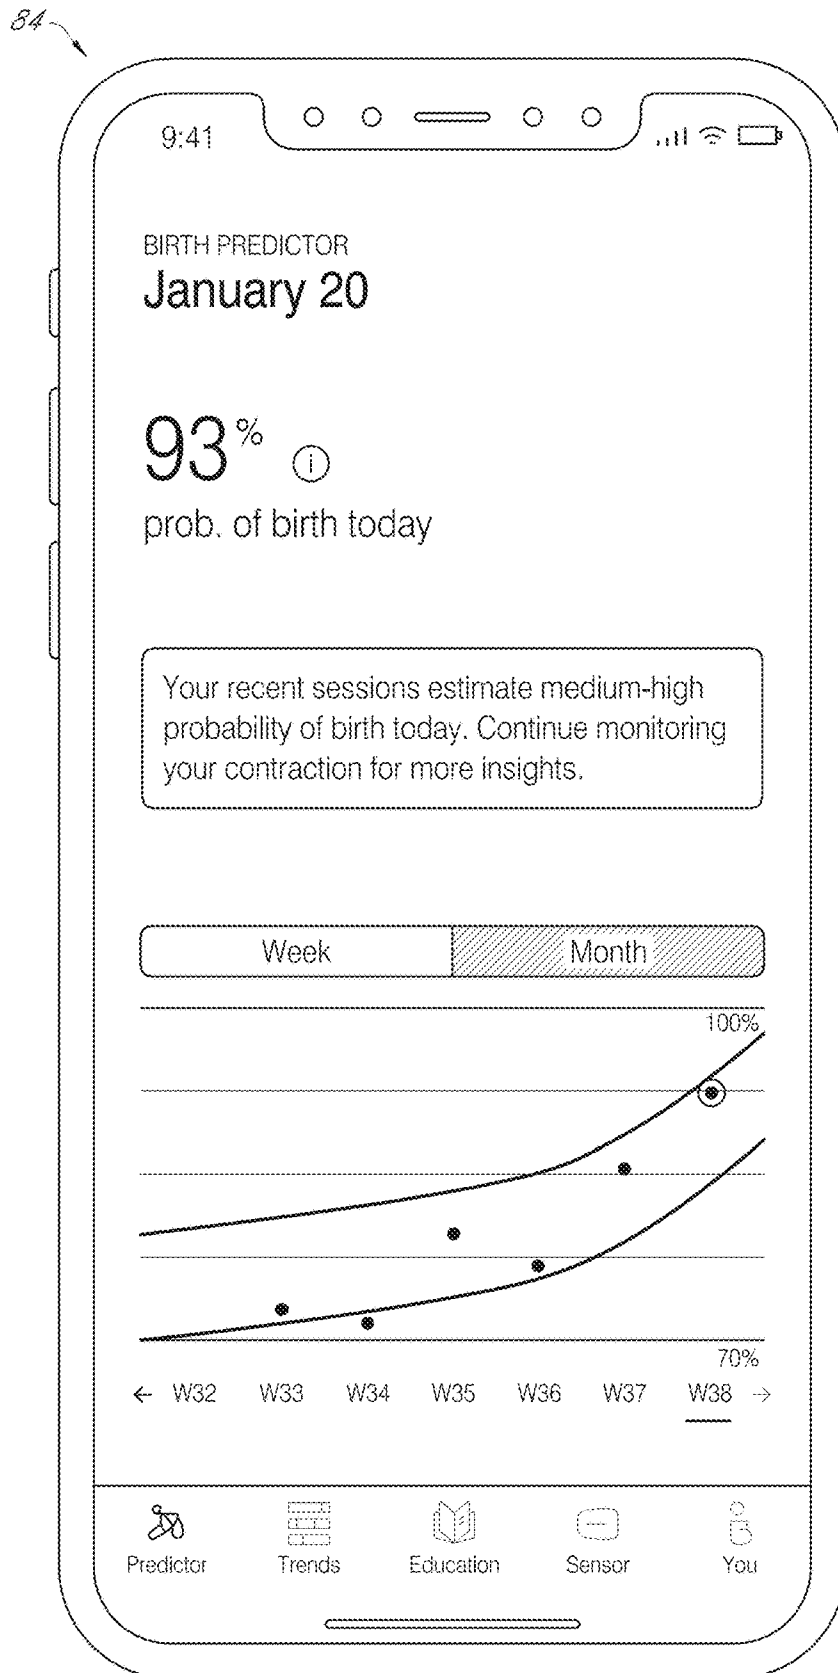 84
9:41
BIRTH PREDICTOR
January 20
93%
prob. of birth today
Your recent sessions estimate medium-high
probability of birth today. Continue monitoring
your contraction for more insights.
Week Month
100%
70%
← W32 W33 W34 W35 W36 W37 W38 →
Predictor Trends Education Sensor You